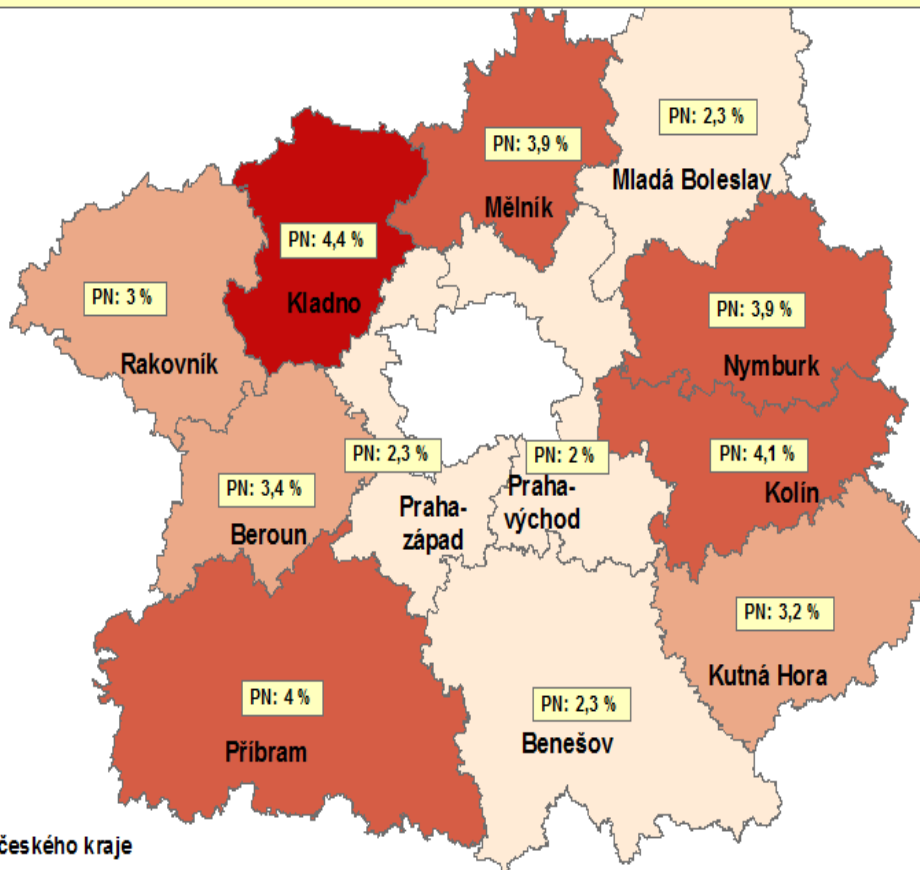 PN: 2,3 %
Mladá Boleslav
PN: 3,9 %
Mělník
PN: 4,4 %
Kladno
PN: 3 %
Rakovník
PN: 3,9 %
Nymburk
PN: 2,3 %
Praha-
západ
PN: 2 %
Praha-
východ
PN: 4,1 %
Kolín
PN: 3,4 %
Beroun
PN: 3,2 %
Kutná Hora
PN: 4 %
Příbram
PN: 2,3 %
Benešov
českého kraje